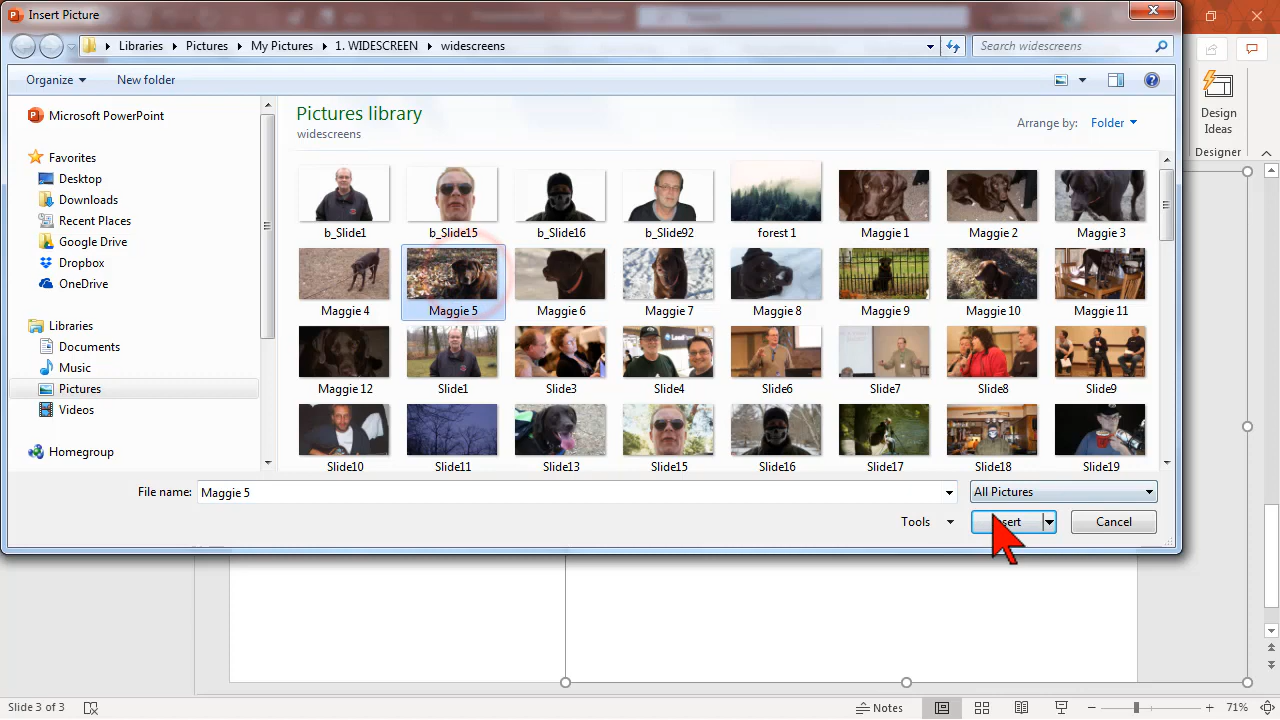 Insert Picture
Libraries Pictures My Pictures 1. WIDESCREEN widescreens
Search widescreens
Organize New folder
Microsoft PowerPoint
Favorites
Desktop
Downloads
Recent Places
Google Drive
Dropbox
OneDrive
Libraries
Documents
Music
Pictures
Videos
Homegroup
Pictures library
widescreens
Arrange by: Folder
b_Slide1 b_Slide15 b_Slide16 b_Slide92 forest 1 Maggie 1 Maggie 2 Maggie 3
Maggie 4 Maggie 5 Maggie 6 Maggie 7 Maggie 8 Maggie 9 Maggie 10 Maggie 11
Maggie 12 Slide1 Slide3 Slide4 Slide6 Slide7 Slide8 Slide9
Slide10 Slide11 Slide13 Slide15 Slide16 Slide17 Slide18 Slide19
File name: Maggie 5 All Pictures
Tools Cancel
Design
Ideas
Designer
Slide 3 of 3 Notes 71%